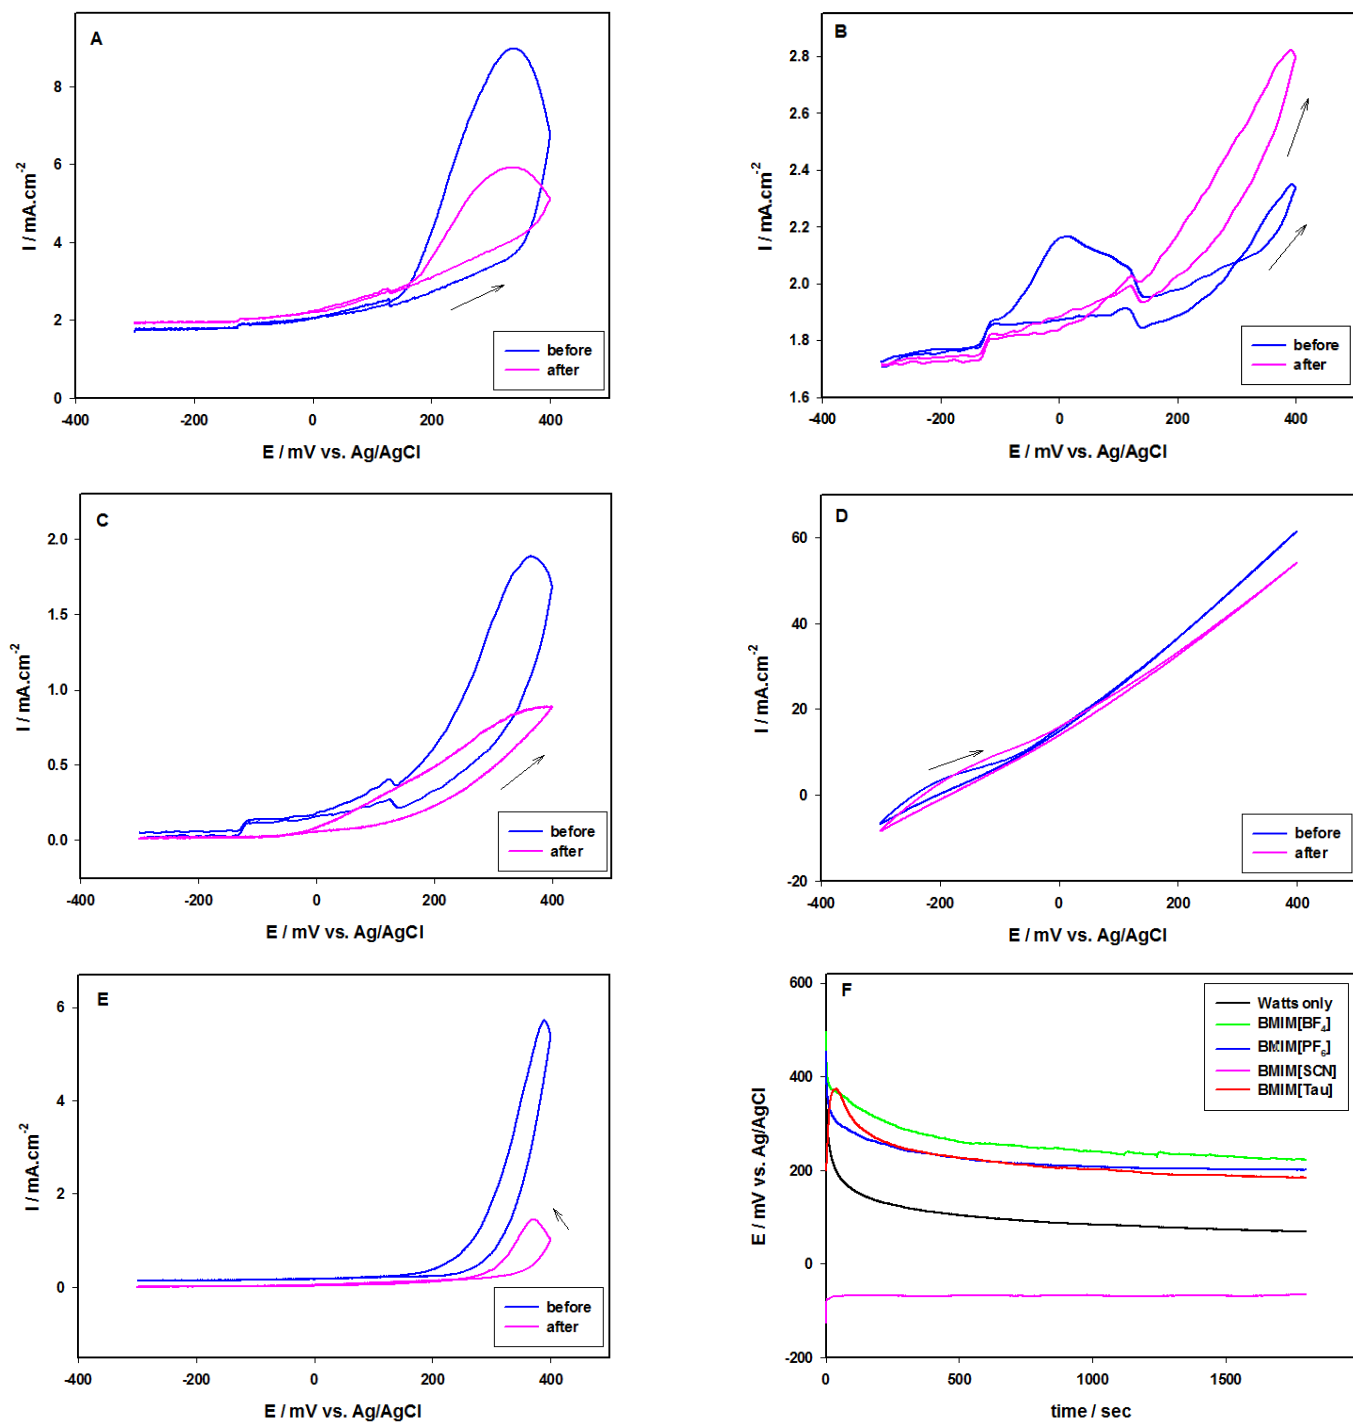 A
I / mA.cm-2
8
6
4
2
0
-400 -200 0 200 400
E / mV vs. Ag/AgCl
before
after
B
I / mA.cm-2
2.8
2.6
2.4
2.2
2.0
1.8
1.6
-400 -200 0 200 400
E / mV vs. Ag/AgCl
before
after
C
I / mA.cm-2
2.0
1.5
1.0
0.5
0.0
-400 -200 0 200 400
E / mV vs. Ag/AgCl
before
after
D
I / mA.cm-2
60
40
20
0
-20
-400 -200 0 200 400
E / mV vs. Ag/AgCl
before
after
E
I / mA.cm-2
6
4
2
0
-400 -200 0 200 400
E / mV vs. Ag/AgCl
before
after
F
E / mV vs. Ag/AgCl
600
400
200
0
-200
0 500 1000 1500
time / sec
Watts only
BMIM[BF4]
BMIM[PF6]
BMIM[SCN]
BMIM[Tau]